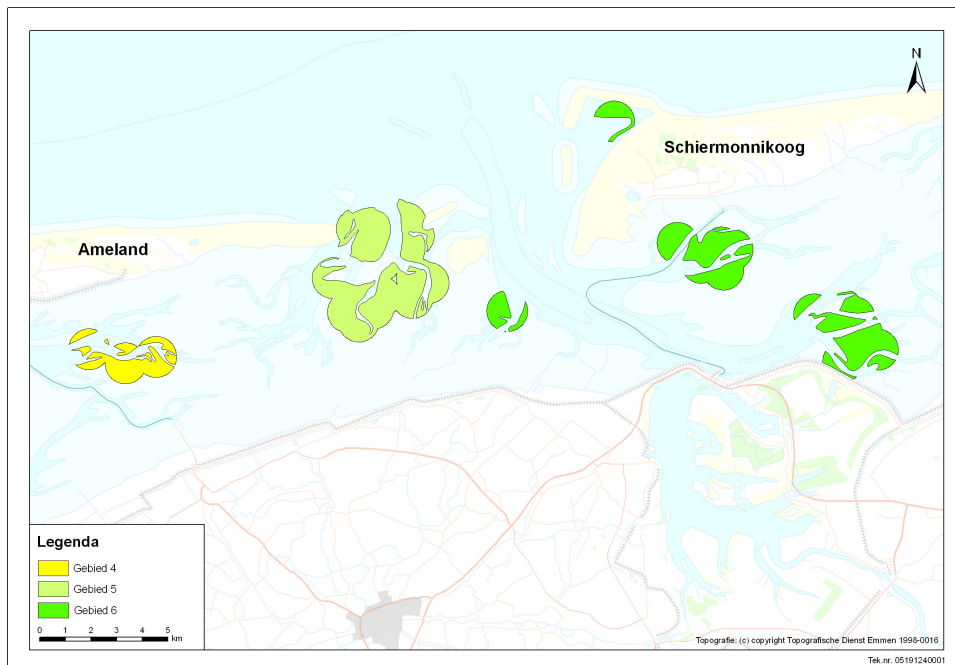 N
Schiermonnikoog
Ameland
Legenda
Gebied 4
Gebied 5
Gebied 6
0 1 2 3 4 5
km
Topografie: (c) copyright Topografische Dienst Emmen 1998-0016
Tek.nr. 05191240001